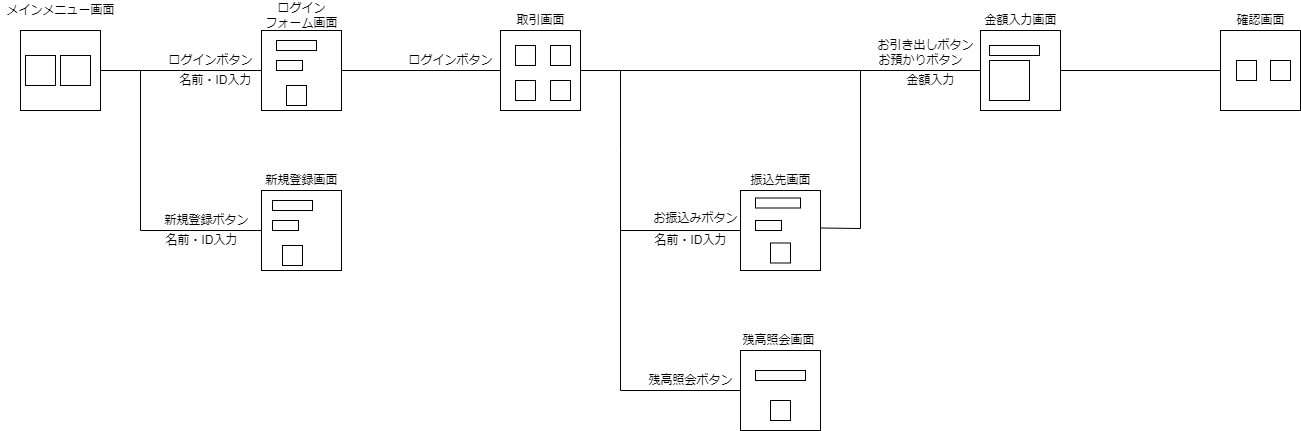 メインメニュー画面
ログイン
フォーム画面
取引画面
金額入力画面
確認画面
ログインボタン
名前・ID入力
ログインボタン
お引き出しボタン
お預かりボタン
金額入力
新規登録画面
新規登録ボタン
名前・ID入力
振込先画面
お振込みボタン
名前・ID入力
残高照会画面
残高照会ボタン